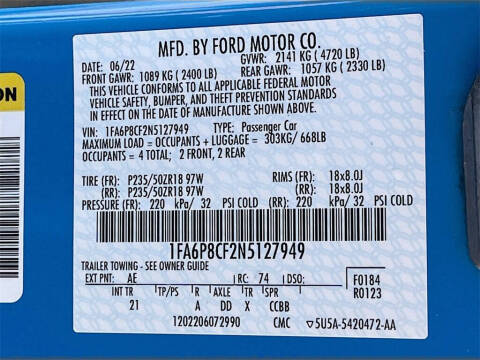 MFD. BY FORD MOTOR CO.
DATE: 06/22 GVWR: 2141 KG ( 4720 LB)
FRONT GAWR: 1089 KG ( 2400 LB) REAR GAWR: 1057 KG ( 2330 LB)
THIS VEHICLE CONFORMS TO ALL APPLICABLE FEDERAL MOTOR
VEHICLE SAFETY, BUMPER, AND THEFT PREVENTION STANDARDS
IN EFFECT ON THE DATE OF MANUFACTURE SHOWN ABOVE.
VIN: 1FA6P8CF2N5127949
TYPE: Passenger Car
MAXIMUM LOAD = OCCUPANTS + LUGGAGE = 303KG/ 668LB
OCCUPANTS = 4 TOTAL; 2 FRONT, 2 REAR
TIRE (FR): P235/50ZR18 97W RIMS (FR): 18x8.0J
(RR): P235/50ZR18 97W (RR): 18x8.0J
PRESSURE (FR): 220 kPa/ 32 PSI COLD (RR): 220 kPa/ 32 PSI COLD
1FA6P8CF2N5127949
TRAILER TOWING - SEE OWNER GUIDE
EXT PNT: AE RC: 74 DSO: F0184
INT TR TP/PS R AXLE TR SPR R0123
21 A DD X CCBB
1202206072990 CMC 5U5A-5420472-AA
ON